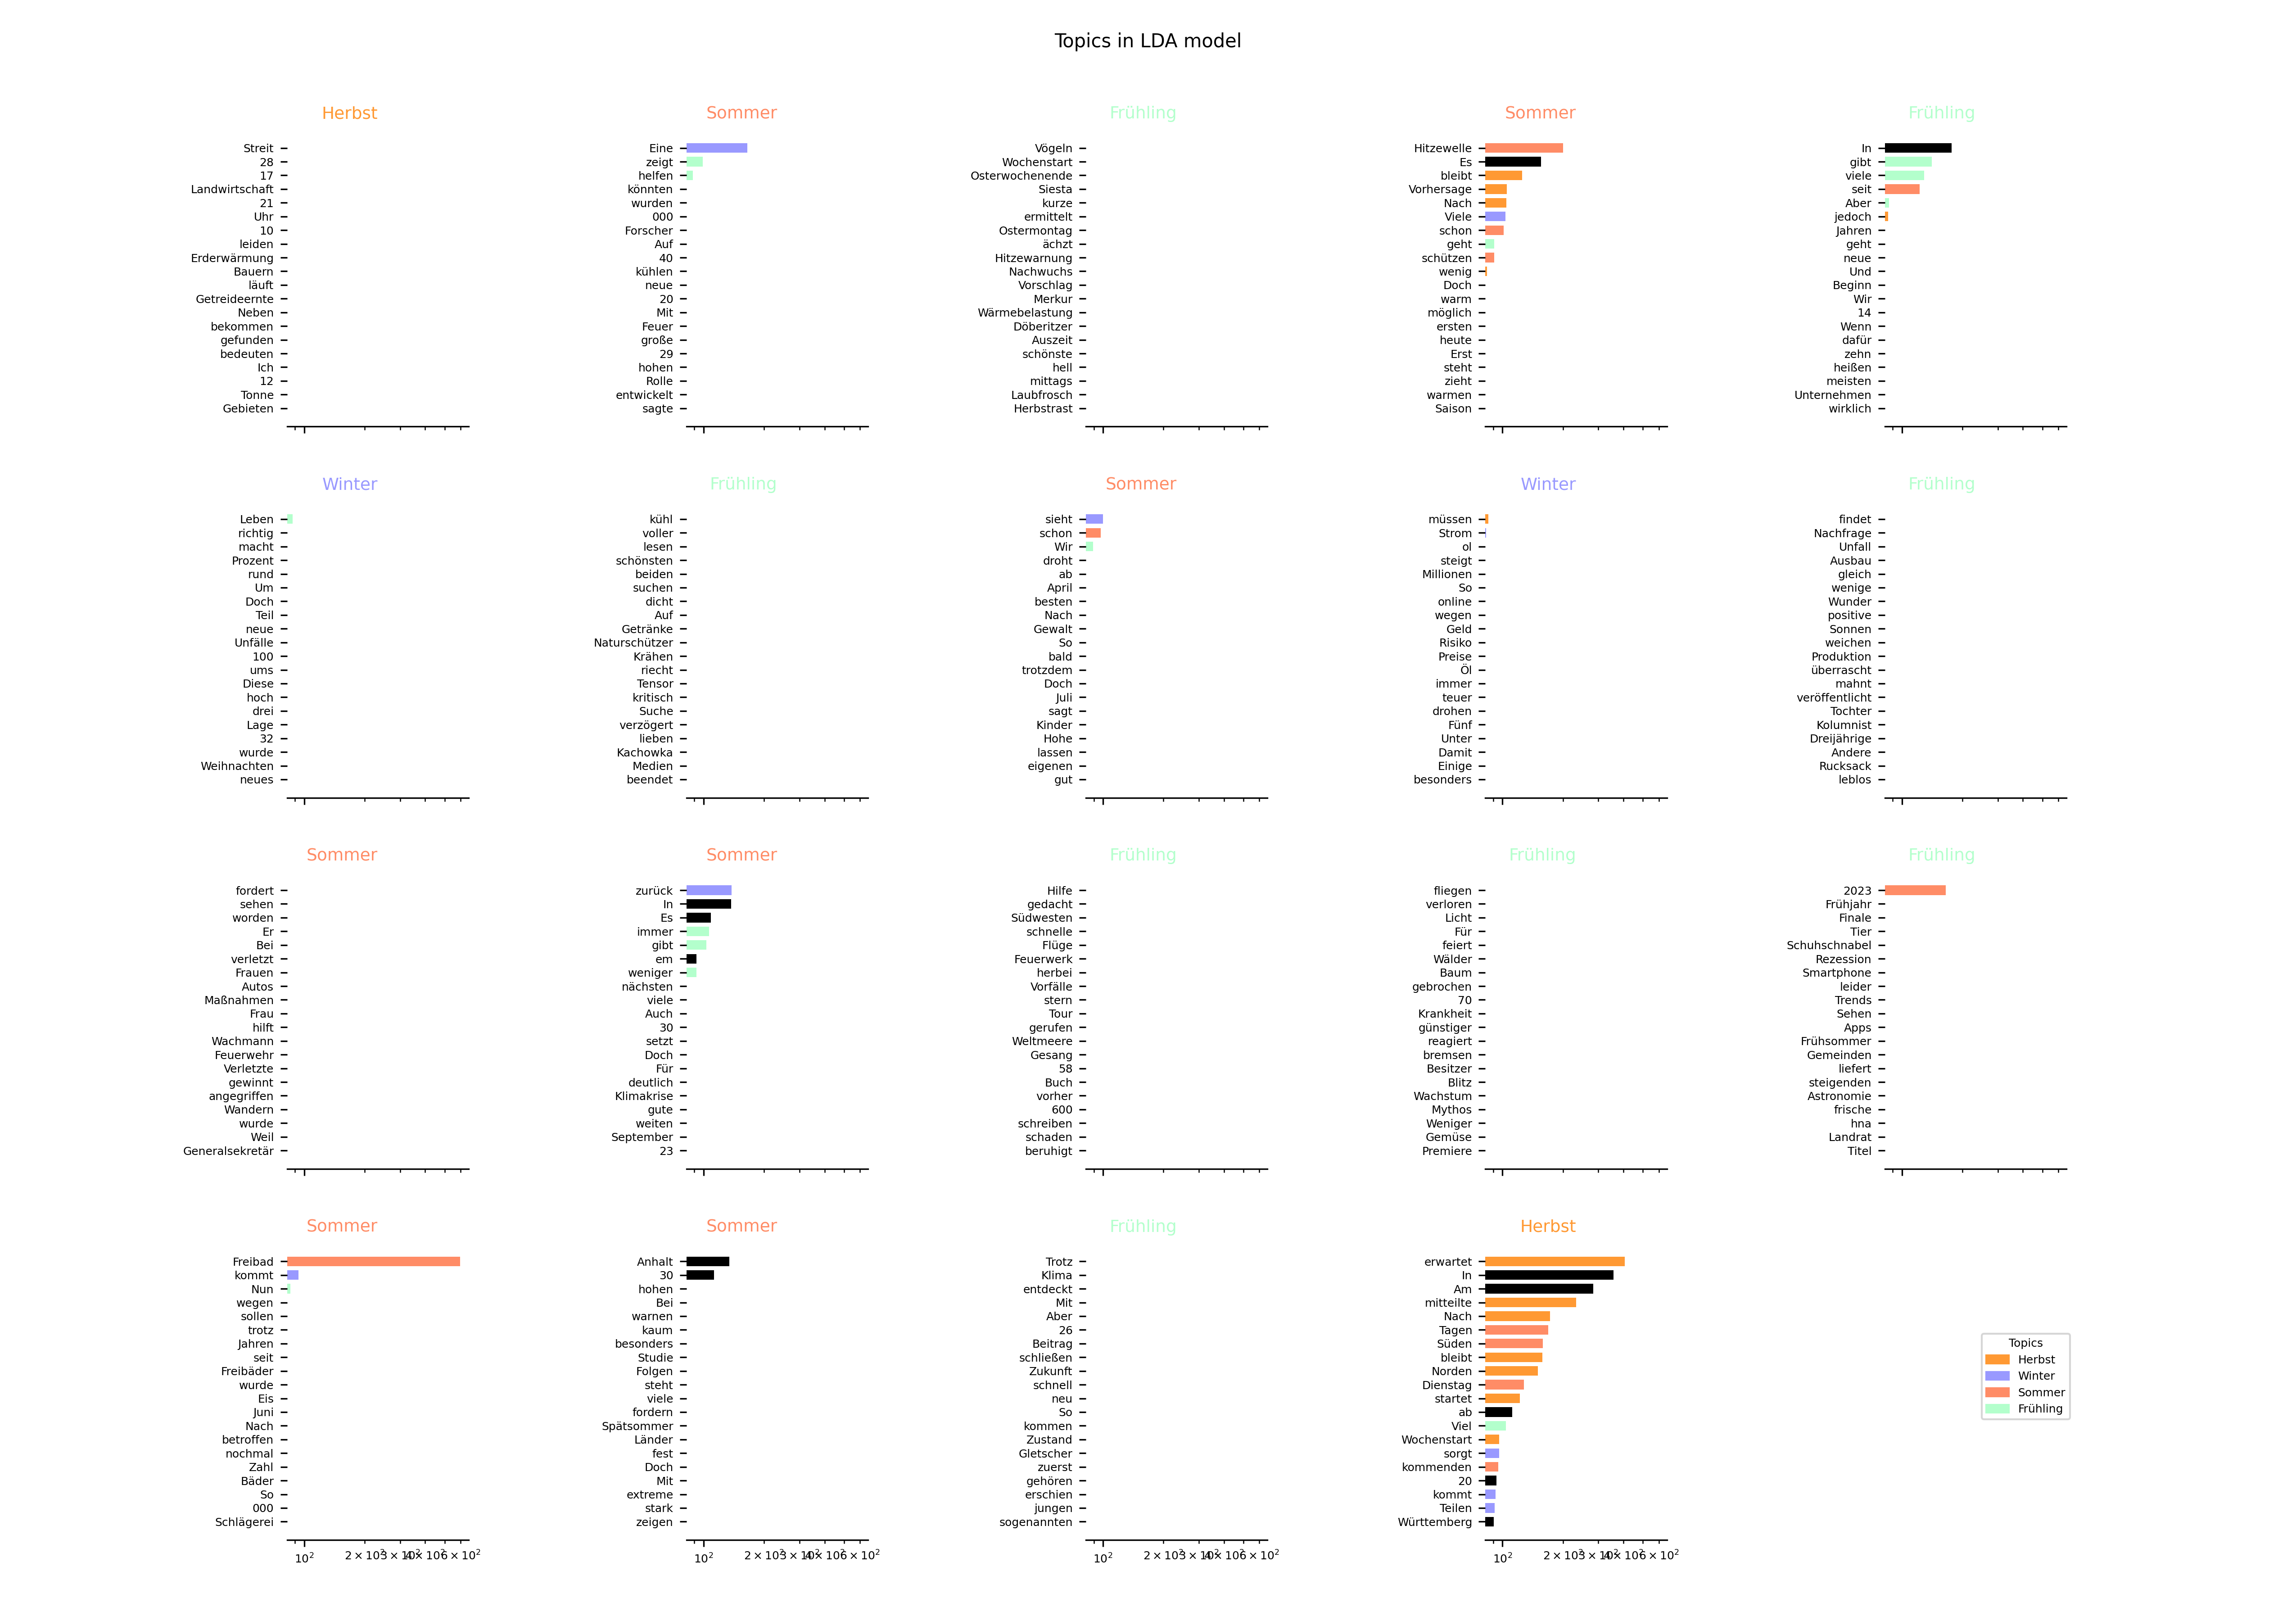 Topics in LDA model
Herbst
Streit
28
17
Landwirtschaft
21
Uhr
10
leiden
Erderwärmung
Bauern
läuft
Getreideernte
Neben
bekommen
gefunden
bedeuten
Ich
12
Tonne
Gebieten
Sommer
Eine
zeigt
helfen
könnten
wurden
000
Forscher
Auf
40
kühlen
neue
20
Mit
Feuer
große
29
hohen
Rolle
entwickelt
sagte
Frühling
Vögeln
Wochenstart
Osterwochenende
Siesta
kurze
ermittelt
Ostermontag
ächzt
Hitzewarnung
Nachwuchs
Vorschlag
Merkur
Wärmebelastung
Döberitzer
Auszeit
schönste
hell
mittags
Laubfrosch
Herbstrast
Sommer
Hitzewelle
Es
bleibt
Vorhersage
Nach
Viele
schon
geht
schützen
wenig
Doch
warm
möglich
ersten
heute
Erst
steht
zieht
warmen
Saison
Frühling
In
gibt
viele
seit
Aber
jedoch
Jahren
geht
neue
Und
Beginn
Wir
14
Wenn
dafür
zehn
heißen
meisten
Unternehmen
wirklich
Winter
Leben
richtig
macht
Prozent
rund
Um
Doch
Teil
neue
Unfälle
100
ums
Diese
hoch
drei
Lage
32
wurde
Weihnachten
neues
Frühling
kühl
voller
lesen
schönsten
beiden
suchen
dicht
Auf
Getränke
Naturschützer
Krähen
riecht
Tensor
kritisch
Suche
verzögert
lieben
Kachowka
Medien
beendet
Sommer
sieht
schon
Wir
droht
ab
April
besten
Nach
Gewalt
So
bald
trotzdem
Doch
Juli
sagt
Kinder
Hohe
lassen
eigenen
gut
Winter
müssen
Strom
ol
steigt
Millionen
So
online
wegen
Geld
Risiko
Preise
Öl
immer
teuer
drohen
Fünf
Unter
Damit
Einige
besonders
Frühling
findet
Nachfrage
Unfall
Ausbau
gleich
wenige
Wunder
positive
Sonnen
weichen
Produktion
überrascht
mahnt
veröffentlicht
Tochter
Kolumnist
Dreijährige
Andere
Rucksack
leblos
Sommer
fordert
sehen
worden
Er
Bei
verletzt
Frauen
Autos
Maßnahmen
Frau
hilft
Wachmann
Feuerwehr
Verletzte
gewinnt
angegriffen
Wandern
wurde
Weil
Generalsekretär
Sommer
zurück
In
Es
immer
gibt
em
weniger
nächsten
viele
Auch
30
setzt
Doch
Für
deutlich
Klimakrise
gute
weiten
September
23
Frühling
Hilfe
gedacht
Südwesten
schnelle
Flüge
Feuerwerk
herbei
Vorfälle
stern
Tour
gerufen
Weltmeere
Gesang
58
Buch
vorher
600
schreiben
schaden
beruhigt
Frühling
fliegen
verloren
Licht
Für
feiert
Wälder
Baum
gebrochen
70
Krankheit
günstiger
reagiert
bremsen
Besitzer
Blitz
Wachstum
Mythos
Weniger
Gemüse
Premiere
Frühling
2023
Frühjahr
Finale
Tier
Schuhschnabel
Rezession
Smartphone
leider
Trends
Sehen
Apps
Frühsommer
Gemeinden
liefert
steigenden
Astronomie
frische
hna
Landrat
Titel
Sommer
Freibad
kommt
Nun
wegen
sollen
trotz
Jahren
seit
Freibäder
wurde
Eis
Juni
Nach
betroffen
nochmal
Zahl
Bäder
So
000
Schlägerei
10²
Sommer
Anhalt
30
hohen
Bei
warnen
kaum
besonders
Studie
Folgen
steht
viele
fordern
Spätsommer
Länder
fest
Doch
Mit
extreme
stark
zeigen
10²
Frühling
Trotz
Klima
entdeckt
Mit
Aber
26
Beitrag
schließen
Zukunft
schnell
neu
So
kommen
Zustand
Gletscher
zuerst
gehören
erschien
jungen
sogenannten
10²
Herbst
erwartet
In
Am
mitteilte
Nach
Tagen
Süden
bleibt
Norden
Dienstag
startet
ab
Viel
Wochenstart
sorgt
kommenden
20
kommt
Teilen
Württemberg
10²
Topics
Herbst
Winter
Sommer
Frühling